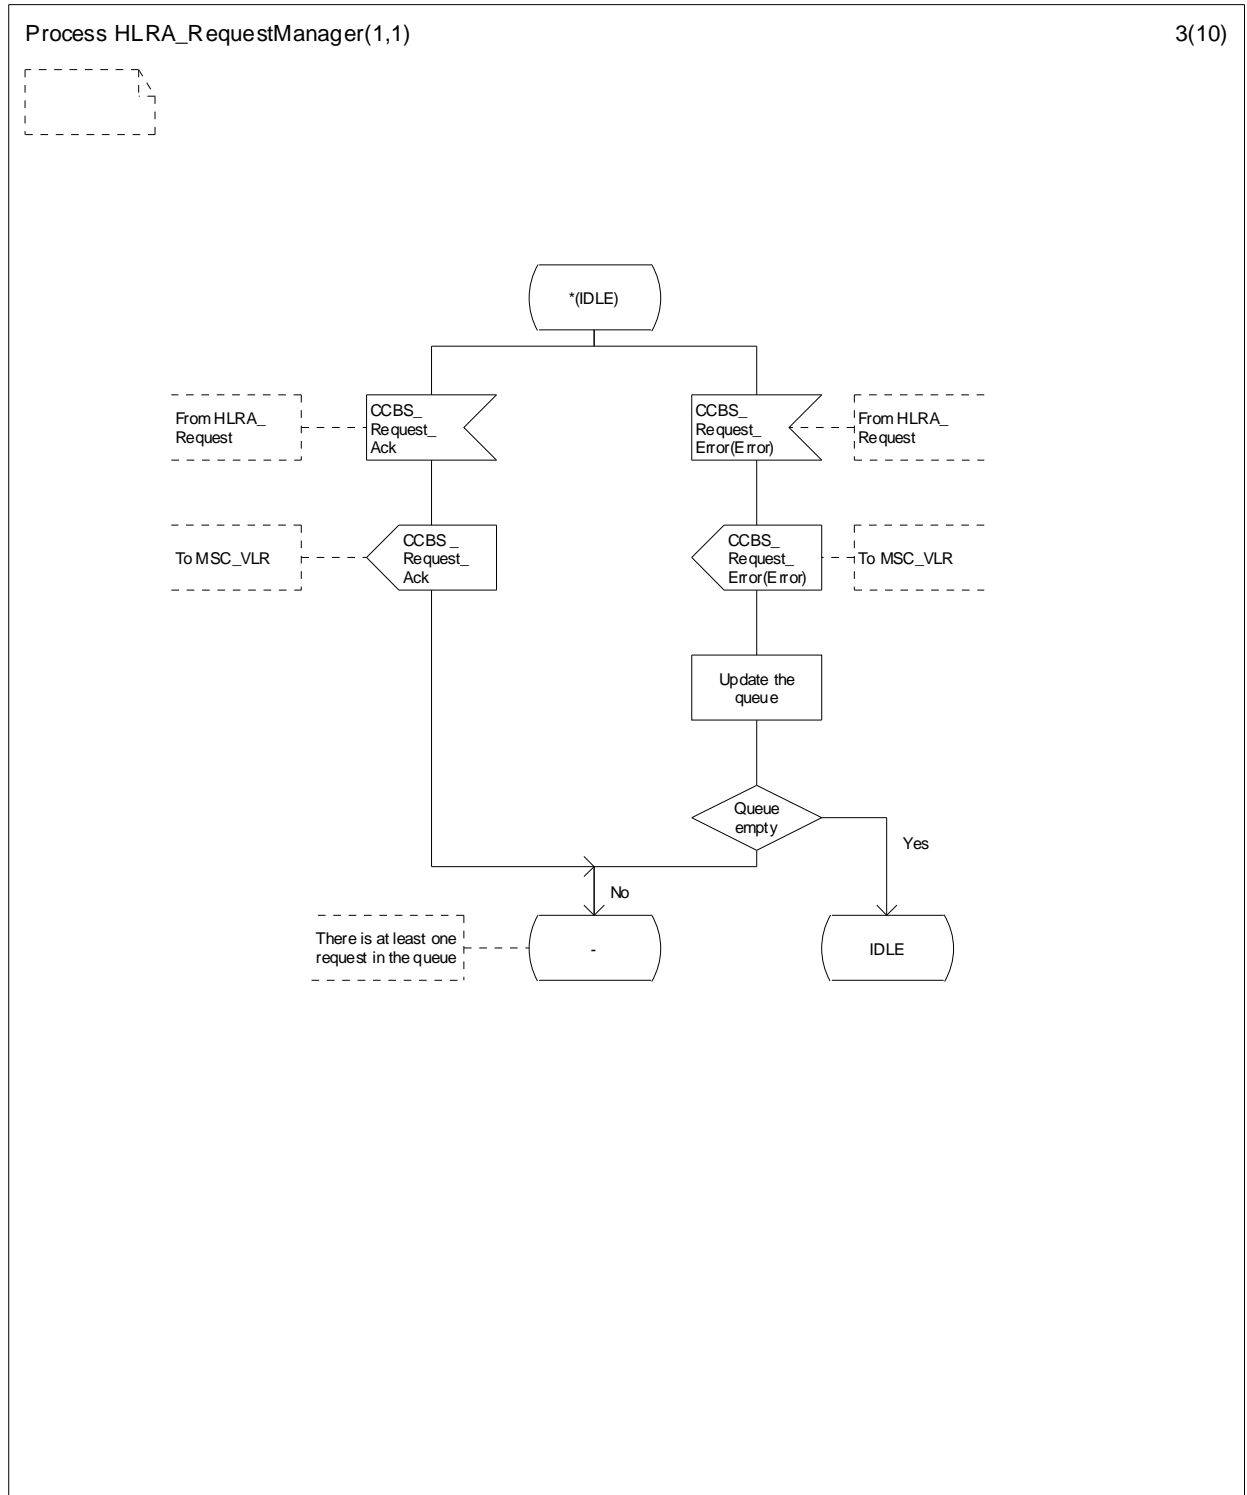 Process HLRA_RequestManager(1,1)
3(10)
*(IDLE)
From HLRA_
Request
CCBS_
Request_
Ack
CCBS_
Request_
Error(Error)
From HLRA_
Request
To MSC_VLR
CCBS_
Request_
Ack
CCBS_
Request_
Error(Error)
To MSC_VLR
Update the
queue
Queue
empty
Yes
No
There is at least one
request in the queue
-
IDLE